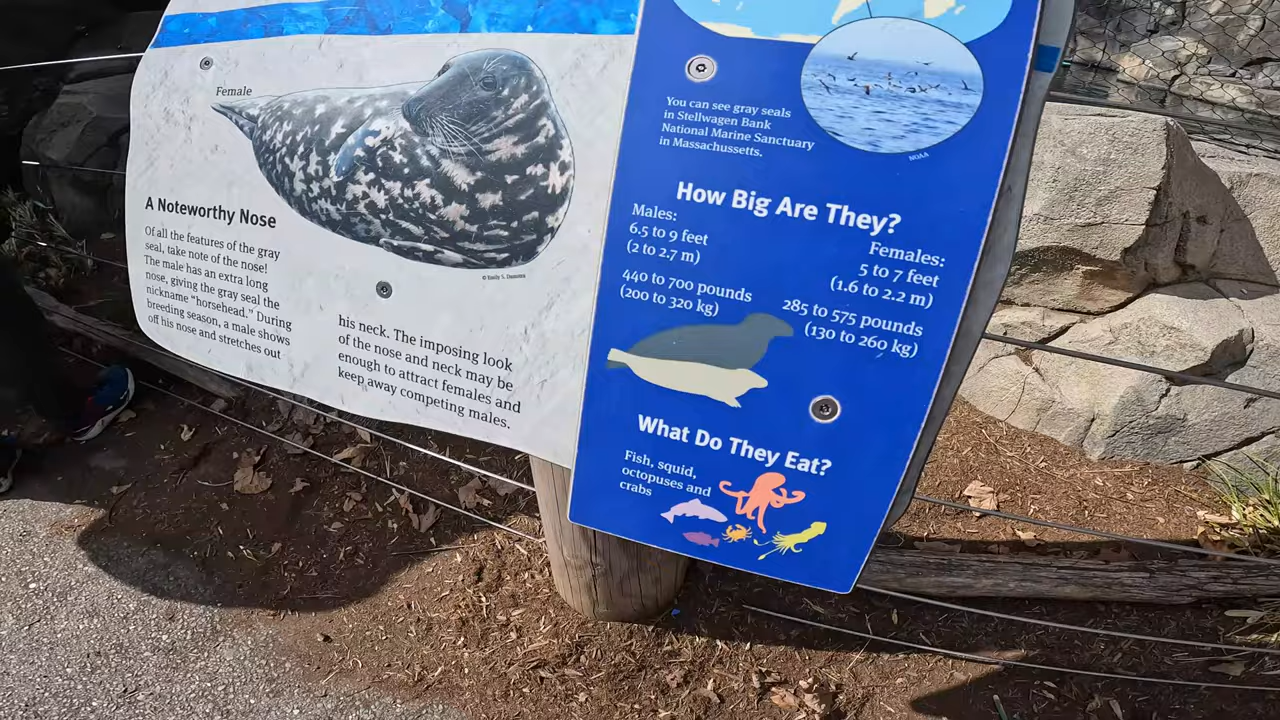 Female
A Noteworthy Nose
Of all the features of the gray
seal, take note of the nose!
The male has an extra long
nose, giving the gray seal the
nickname “horsehead.” During
breeding season, a male shows
off his nose and stretches out
his neck. The imposing look
of the nose and neck may be
enough to attract females and
keep away competing males.
© Emily S. Damstra
You can see gray seals
in Stellwagen Bank
National Marine Sanctuary
in Massachusetts.
NOAA
How Big Are They?
Males:
6.5 to 9 feet
(2 to 2.7 m)
440 to 700 pounds
(200 to 320 kg)
Females:
5 to 7 feet
(1.6 to 2.2 m)
285 to 575 pounds
(130 to 260 kg)
What Do They Eat?
Fish, squid,
octopuses and
crabs